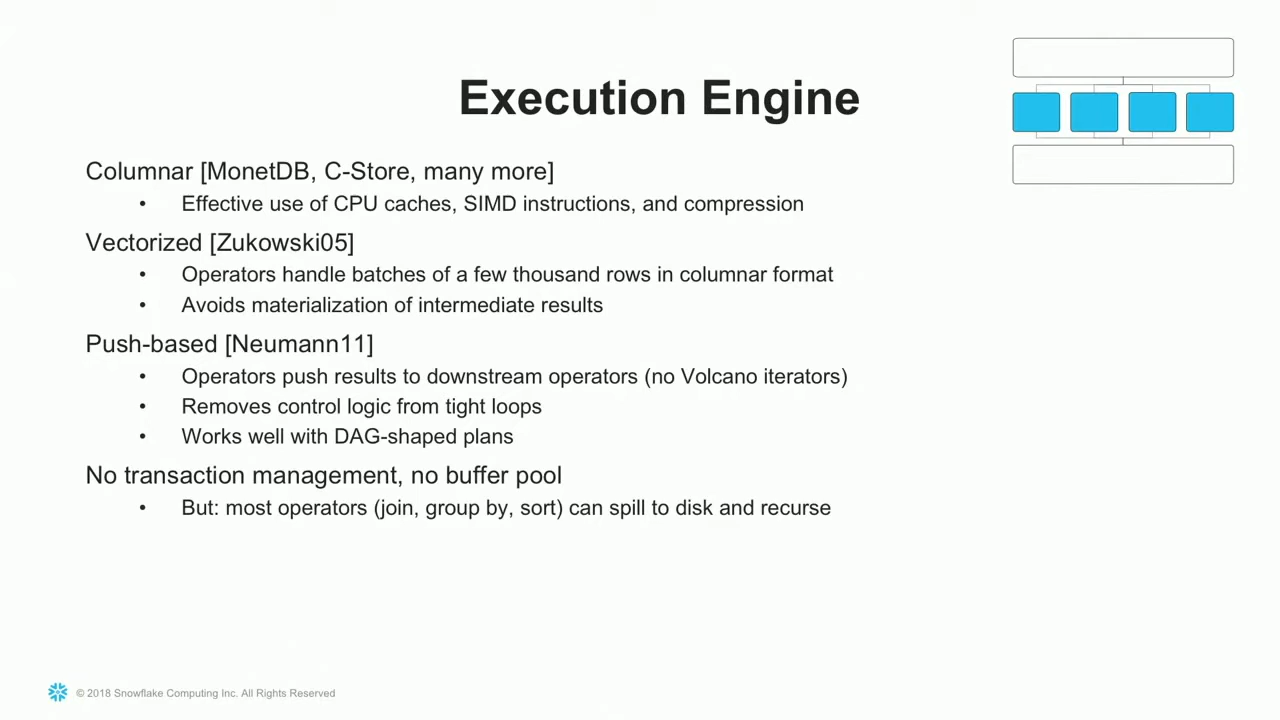 Execution Engine
Columnar [MonetDB, C-Store, many more]
• Effective use of CPU caches, SIMD instructions, and compression
Vectorized [Zukowski05]
• Operators handle batches of a few thousand rows in columnar format
• Avoids materialization of intermediate results
Push-based [Neumann11]
• Operators push results to downstream operators (no Volcano iterators)
• Removes control logic from tight loops
• Works well with DAG-shaped plans
No transaction management, no buffer pool
• But: most operators (join, group by, sort) can spill to disk and recurse
© 2018 Snowflake Computing Inc. All Rights Reserved